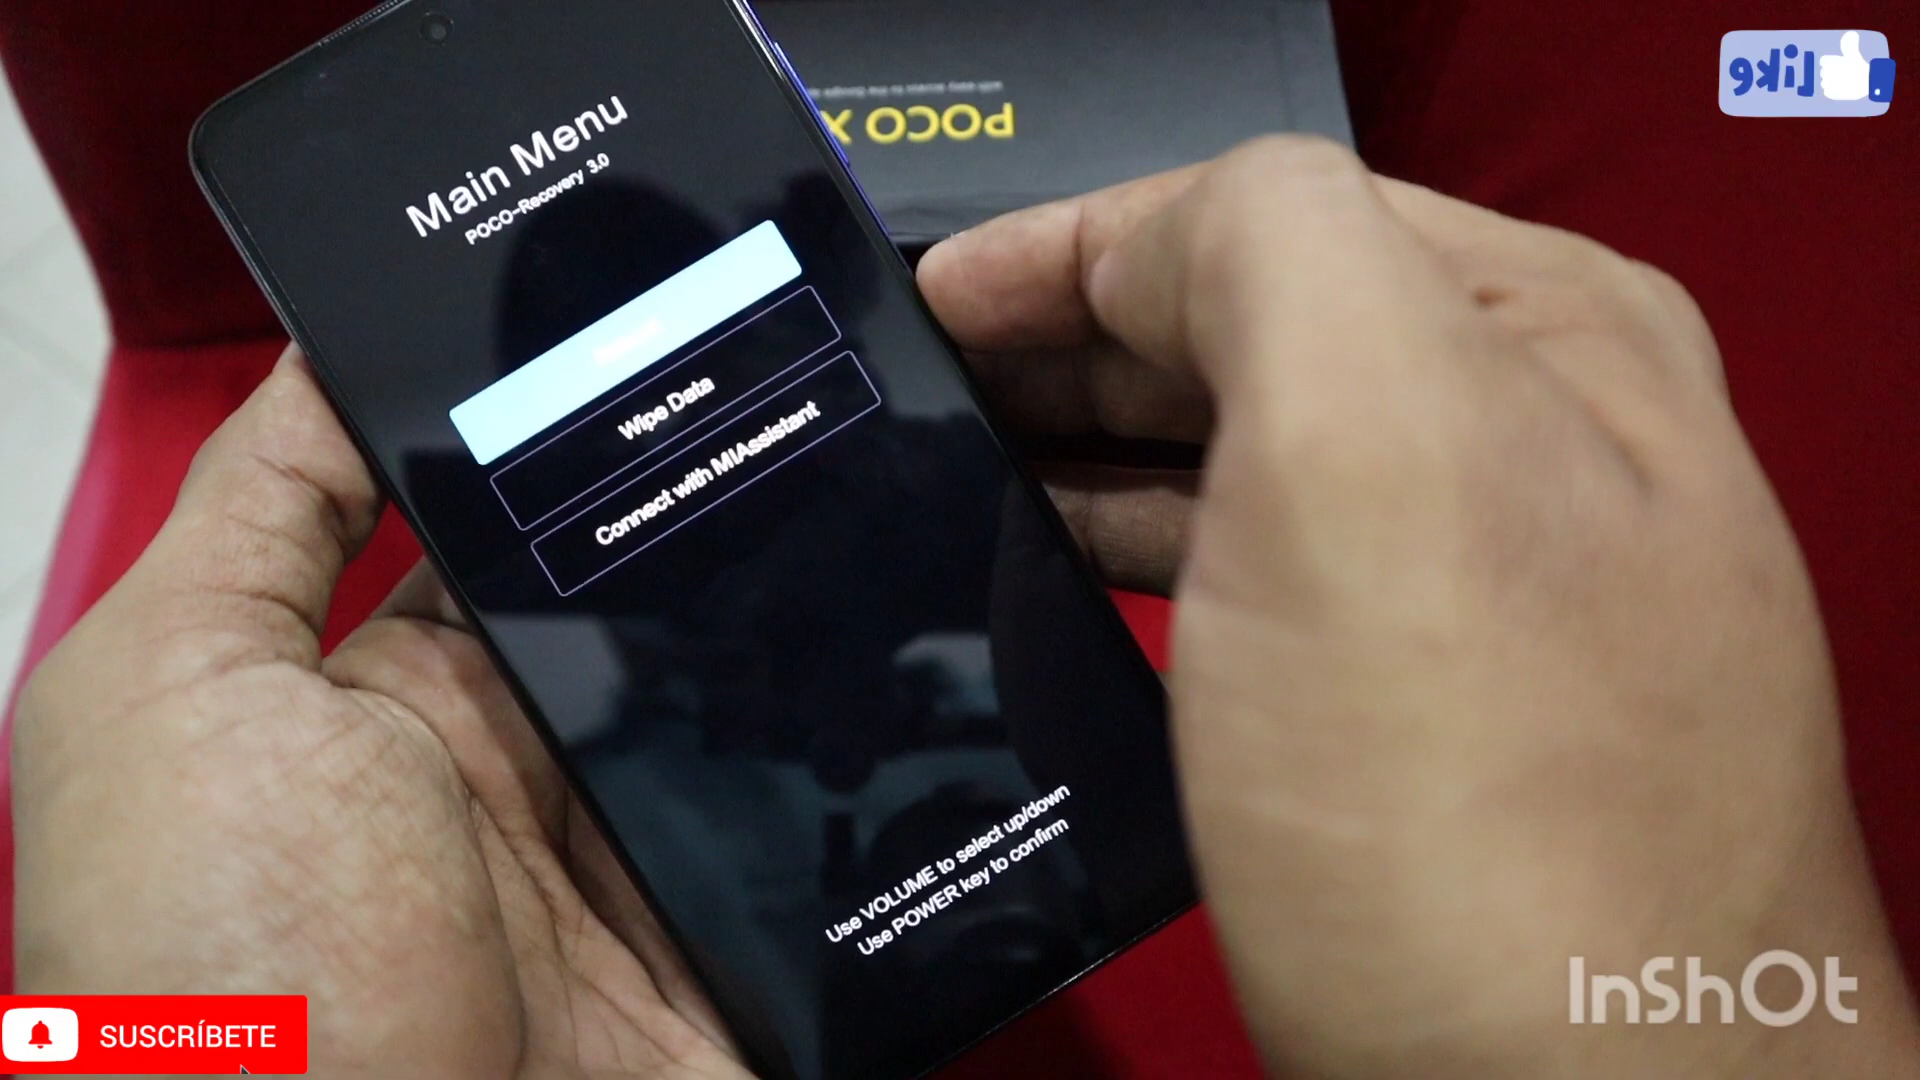 Main Menu
POCO-Recovery 3.0
Wipe Data
Connect with MIAssistant
Use VOLUME to select up/down
Use POWER key to confirm
POCO X
Like
SUSCRÍBETE
InShOt